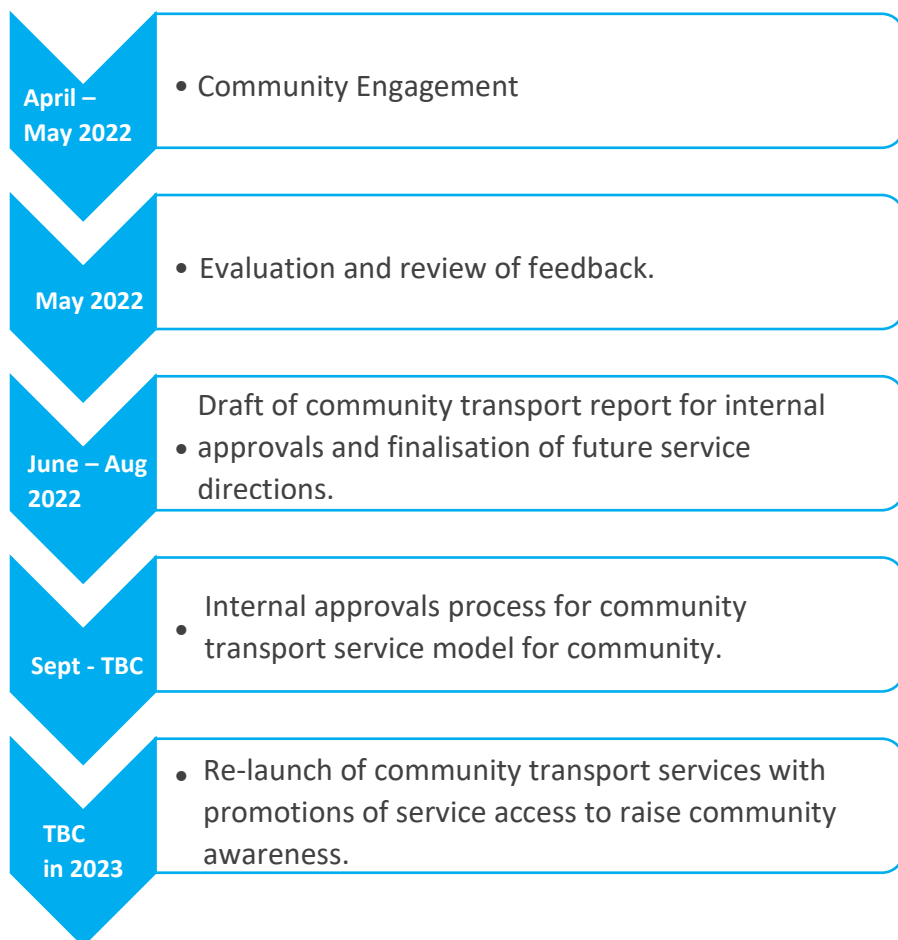 April –
May 2022
• Community Engagement
May 2022
• Evaluation and review of feedback.
June – Aug
2022
Draft of community transport report for internal
• approvals and finalisation of future service
directions.
Sept - TBC
• Internal approvals process for community
transport service model for community.
TBC
in 2023
• Re-launch of community transport services with
promotions of service access to raise community
awareness.